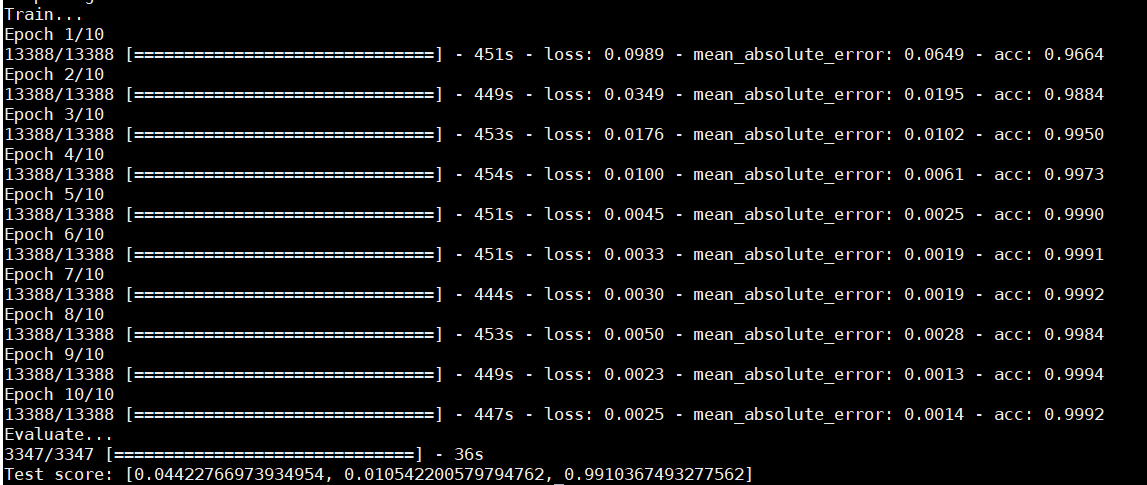 Train...
Epoch 1/10
13388/13388 [==============================] - 451s - loss: 0.0989 - mean_absolute_error: 0.0649 - acc: 0.9664
Epoch 2/10
13388/13388 [==============================] - 449s - loss: 0.0349 - mean_absolute_error: 0.0195 - acc: 0.9884
Epoch 3/10
13388/13388 [==============================] - 453s - loss: 0.0176 - mean_absolute_error: 0.0102 - acc: 0.9950
Epoch 4/10
13388/13388 [==============================] - 454s - loss: 0.0100 - mean_absolute_error: 0.0061 - acc: 0.9973
Epoch 5/10
13388/13388 [==============================] - 451s - loss: 0.0045 - mean_absolute_error: 0.0025 - acc: 0.9990
Epoch 6/10
13388/13388 [==============================] - 451s - loss: 0.0033 - mean_absolute_error: 0.0019 - acc: 0.9991
Epoch 7/10
13388/13388 [==============================] - 444s - loss: 0.0030 - mean_absolute_error: 0.0019 - acc: 0.9992
Epoch 8/10
13388/13388 [==============================] - 453s - loss: 0.0050 - mean_absolute_error: 0.0028 - acc: 0.9984
Epoch 9/10
13388/13388 [==============================] - 449s - loss: 0.0023 - mean_absolute_error: 0.0013 - acc: 0.9994
Epoch 10/10
13388/13388 [==============================] - 447s - loss: 0.0025 - mean_absolute_error: 0.0014 - acc: 0.9992
Evaluate...
3347/3347 [==============================] - 36s
Test score: [0.04422766973934954, 0.010542200579794762, 0.9910367493277562]